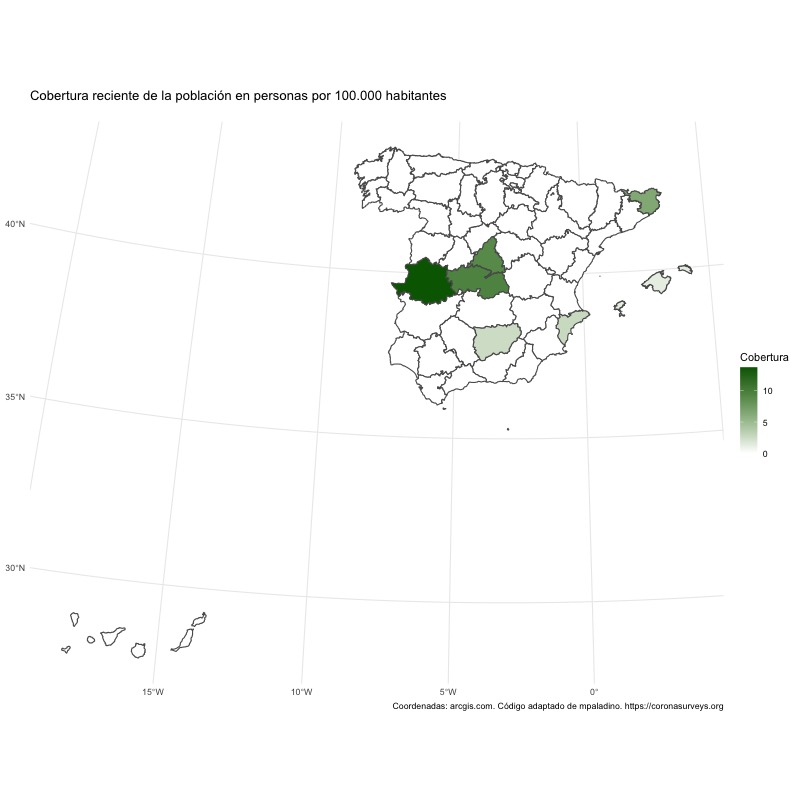 Cobertura reciente de la población en personas por 100.000 habitantes
40°N
35°N
30°N
15°W
10°W
5°W
0°
Cobertura
10
5
0
Coordenadas: arcgis.com. Código adaptado de mpaladino. https://coronasurveys.org